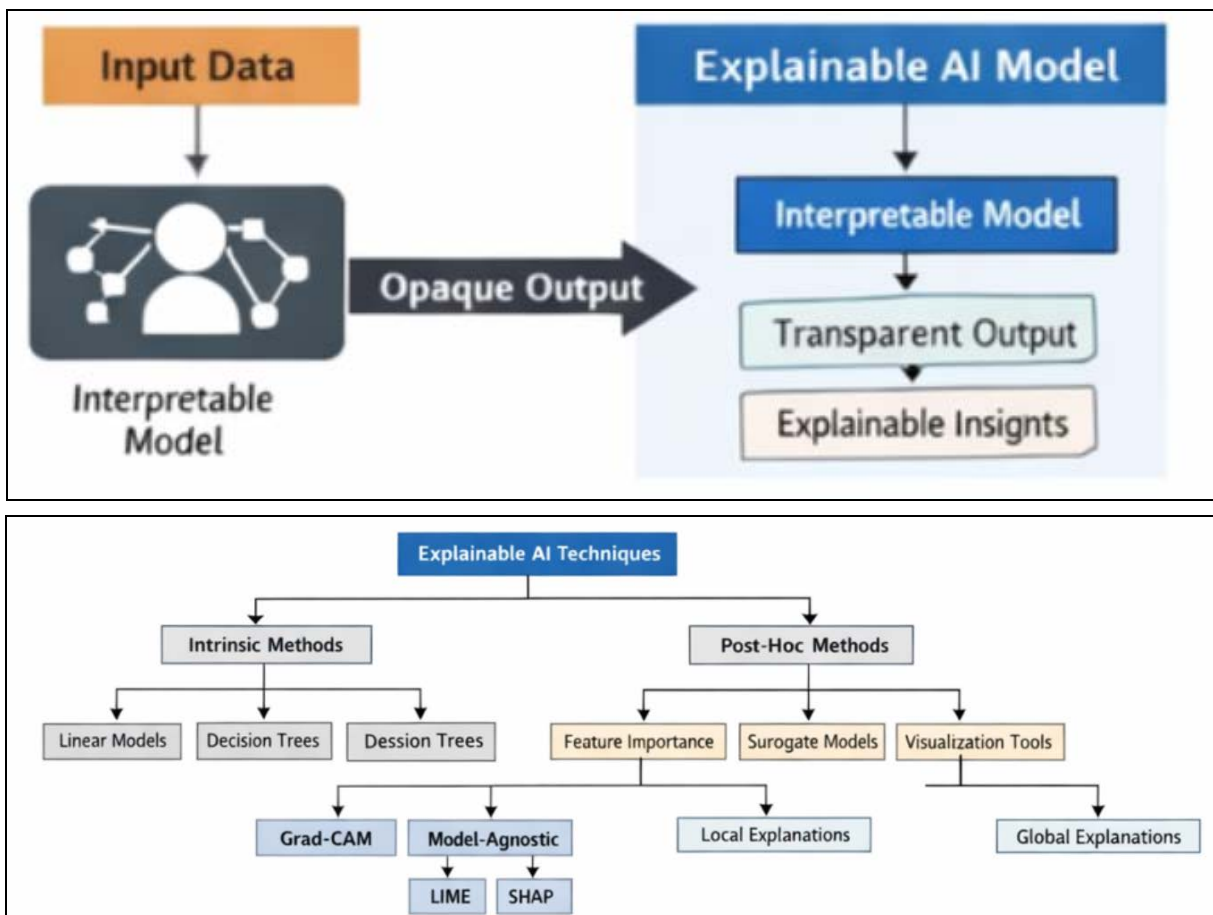 Input Data
Explainable AI Model
Interpretable Model
Opaque Output
Transparent Output
Explainable Insignts
Interpretable
Model
Explainable AI Techniques
Intrinsic Methods
Post-Hoc Methods
Linear Models
Decision Trees
Dession Trees
Feature Importance
Surogate Models
Visualization Tools
Grad-CAM
Model-Agnostic
Local Explanations
Global Explanations
LIME
SHAP